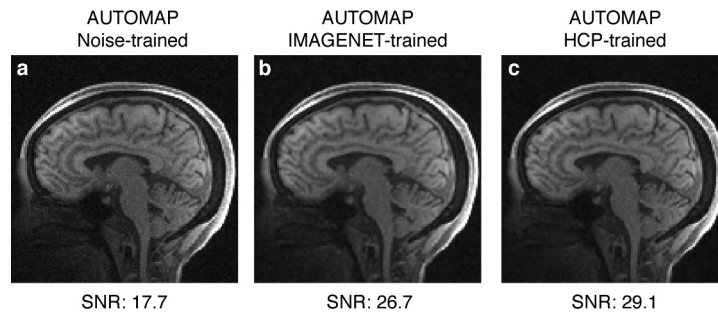 AUTOMAP
Noise-trained
AUTOMAP
IMAGENET-trained
AUTOMAP
HCP-trained
a
b
c
SNR: 17.7
SNR: 26.7
SNR: 29.1